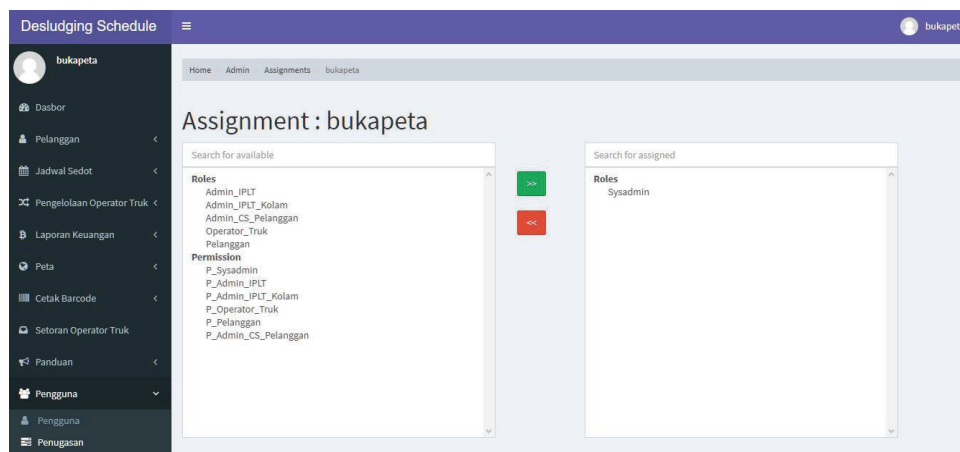 Desludging Schedule
bukapet
bukapeta
Home Admin Assignments bukapeta
Dasbor
Pelanggan
Jadwal Sedot
Pengelolaan Operator Truk
Laporan Keuangan
Peta
Cetak Barcode
Setoran Operator Truk
Panduan
Pengguna
Pengguna
Penugasan
Assignment : bukapeta
Search for available
Roles
Admin_IPLT
Admin_IPLT_Kolam
Admin_CS_Pelanggan
Operator_Truk
Pelanggan
Permission
P_Sysadmin
P_Admin_IPLT
P_Admin_IPLT_Kolam
P_Operator_Truk
P_Pelanggan
P_Admin_CS_Pelanggan
>>
<<
Search for assigned
Roles
Sysadmin